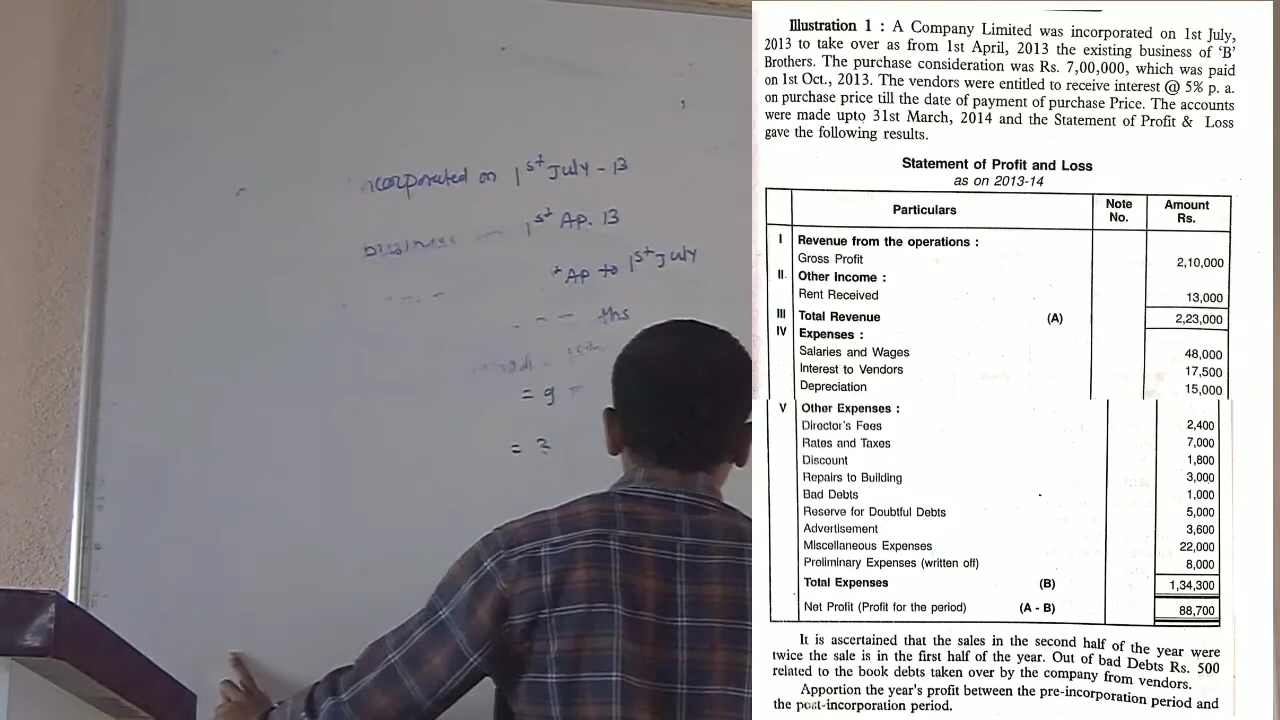 incorporated on 1st July - 13
1st Ap. 13
Ap to 1st July
= 9
= 3
Illustration 1 : A Company Limited was incorporated on 1st July,
2013 to take over as from 1st April, 2013 the existing business of 'B'
Brothers. The purchase consideration was Rs. 7,00,000, which was paid
on 1st Oct., 2013. The vendors were entitled to receive interest @ 5% p. a.
on purchase price till the date of payment of purchase Price. The accounts
were made upto 31st March, 2014 and the Statement of Profit & Loss
gave the following results.
Statement of Profit and Loss
as on 2013-14
Particulars Note No. Amount Rs.
I Revenue from the operations :
Gross Profit 2,10,000
II. Other Income :
Rent Received 13,000
III Total Revenue (A) 2,23,000
IV Expenses :
Salaries and Wages 48,000
Interest to Vendors 17,500
Depreciation 15,000
V Other Expenses :
Director's Fees 2,400
Rates and Taxes 7,000
Discount 1,800
Repairs to Building 3,000
Bad Debts 1,000
Reserve for Doubtful Debts 5,000
Advertisement 3,600
Miscellaneous Expenses 22,000
Preliminary Expenses (written off) 8,000
Total Expenses (B) 1,34,300
Net Profit (Profit for the period) (A - B) 88,700
It is ascertained that the sales in the second half of the year were
twice the sale is in the first half of the year. Out of bad Debts Rs. 500
related to the book debts taken over by the company from vendors.
Apportion the year's profit between the pre-incorporation period and
the post-incorporation period.